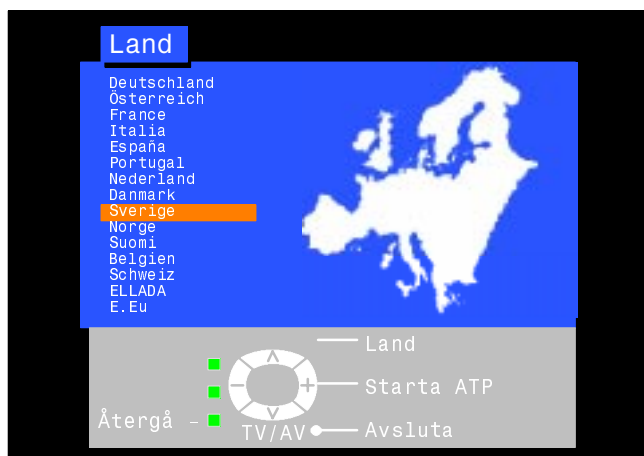 Land
Deutschland
Österreich
France
Italia
España
Portugal
Nederland
Danmark
Sverige
Norge
Suomi
Belgien
Schweiz
ELLADA
E.Eu
Land
Starta ATP
Återgå –
TV/AV
Avsluta